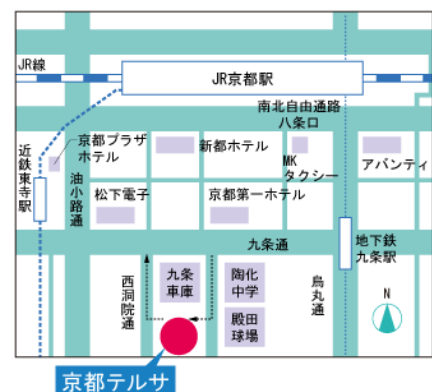 JR線
JR京都駅
南北自由通路
八条口
近鉄東寺駅
京都プラザ
ホテル
新都ホテル
MK
タクシー
アバンティ
油小路通
松下電子
京都第一ホテル
九条通
地下鉄
九条駅
西洞院通
九条
車庫
陶化
中学
烏丸通
殿田
球場
N
京都テルサ